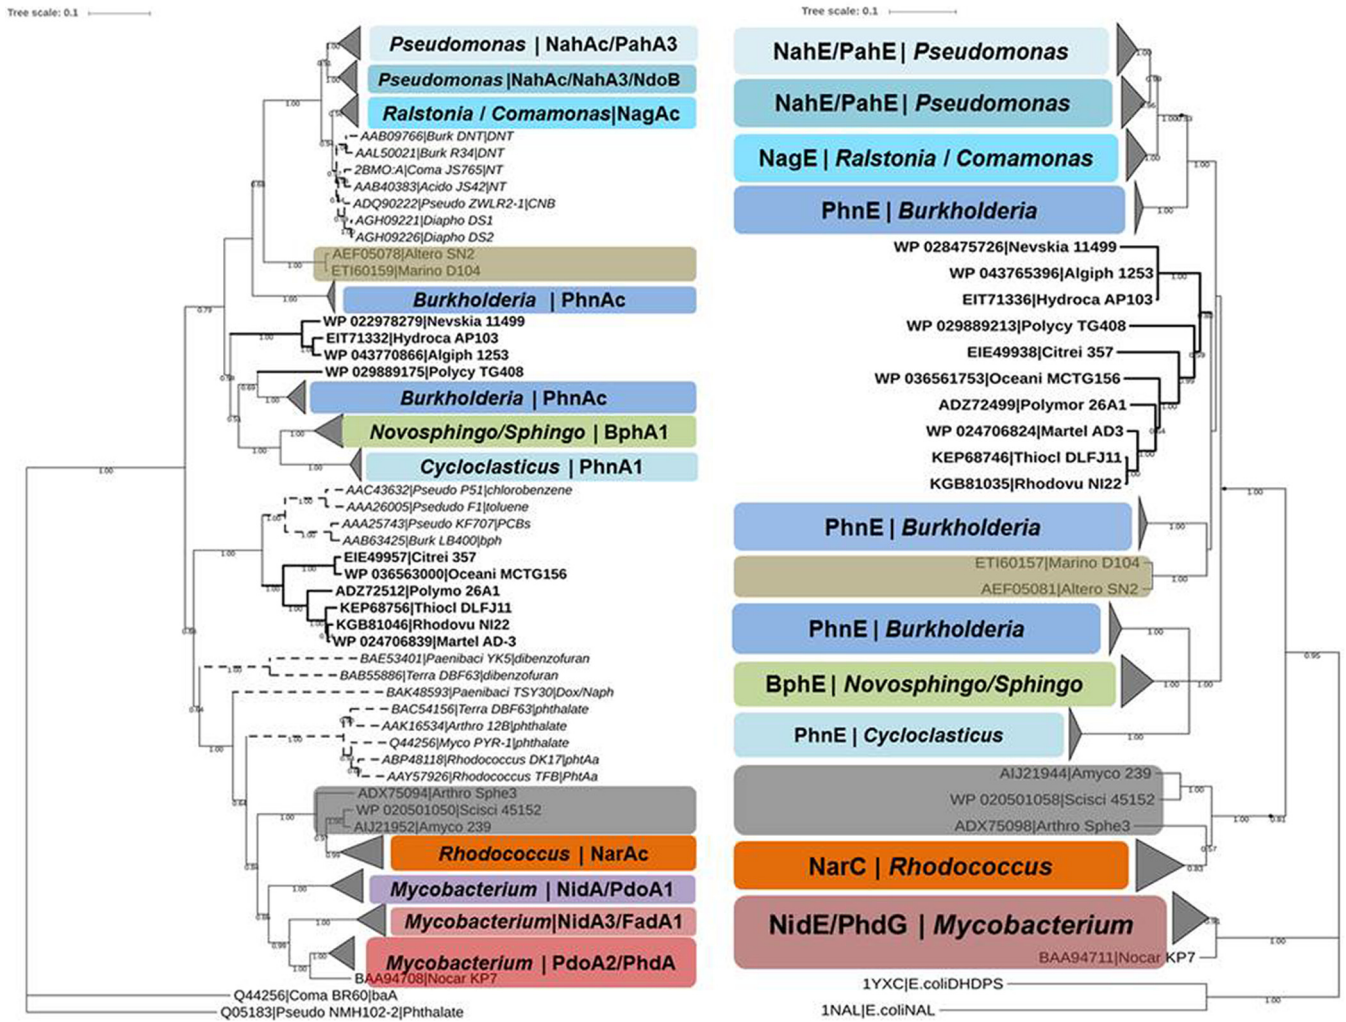 Tree scale: 0.1
Pseudomonas | NahAc/PahA3
Pseudomonas|NahAc/NahA3/NdoB
Ralstonia / Comamonas|NagAc
AAB09766|Burk DNT|DNT
AAL50021|Burk R34|DNT
2BMO:A|Coma JS765|NT
AAB40383|Acido JS42|NT
ADQ90222|Pseudo ZWLR2-1|CNB
AGH09221|Diapho DS1
AGH09226|Diapho DS2
AEF05078|Altero SN2
ETI60159|Marino D104
Burkholderia | PhnAc
WP 022978279|Nevskia 11499
EIT71332|Hydroca AP103
WP 043770866|Algiph 1253
WP 029889175|Polycy TG408
Burkholderia | PhnAc
Novosphingo/Sphingo | BphA1
Cycloclasticus | PhnA1
AAC43632|Pseudo P51|chlorobenzene
AAA26005|Psedudo F1|toluene
AAA25743|Pseudo KF707|PCBs
AAB63425|Burk LB400|bph
EIE49957|Citrei 357
WP 036563000|Oceani MCTG156
ADZ72512|Polymo 26A1
KEP68756|Thiocl DLFJ11
KGB81046|Rhodovu NI22
WP 024706839|Martel AD-3
BAE53401|Paenibaci YK5|dibenzofuran
BAB55886|Terra DBF63|dibenzofuran
BAK48593|Paenibaci TSY30|Dox/Naph
BAC54156|Terra DBF63|phthalate
AAK16534|Arthro 12B|phthalate
Q44256|Myco PYR-1|phthalate
ABP48118|Rhodococcus DK17|phtAa
AAY57926|Rhodococcus TFB|PhtAa
ADX75094|Arthro Sphe3
WP 020501050|Scisci 45152
AIJ21952|Amyco 239
Rhodococcus | NarAc
Mycobacterium | NidA/PdoA1
Mycobacterium|NidA3/FadA1
Mycobacterium | PdoA2/PhdA
BAA94708|Nocar KP7
Q44256|Coma BR60|baA
Q05183|Pseudo NMH102-2|Phthalate
Tree scale: 0.1
NahE/PahE | Pseudomonas
NahE/PahE | Pseudomonas
NagE | Ralstonia / Comamonas
PhnE | Burkholderia
WP 028475726|Nevskia 11499
WP 043765396|Algiph 1253
EIT71336|Hydroca AP103
WP 029889213|Polycy TG408
EIE49938|Citrei 357
WP 036561753|Oceani MCTG156
ADZ72499|Polymor 26A1
WP 024706824|Martel AD3
KEP68746|Thiocl DLFJ11
KGB81035|Rhodovu NI22
PhnE | Burkholderia
ETI60157|Marino D104
AEF05081|Altero SN2
PhnE | Burkholderia
BphE | Novosphingo/Sphingo
PhnE | Cycloclasticus
AIJ21944|Amyco 239
WP 020501058|Scisci 45152
ADX75098|Arthro Sphe3
NarC | Rhodococcus
NidE/PhdG | Mycobacterium
BAA94711|Nocar KP7
1YXC|E.coliDHDPS
1NAL|E.coliNAL